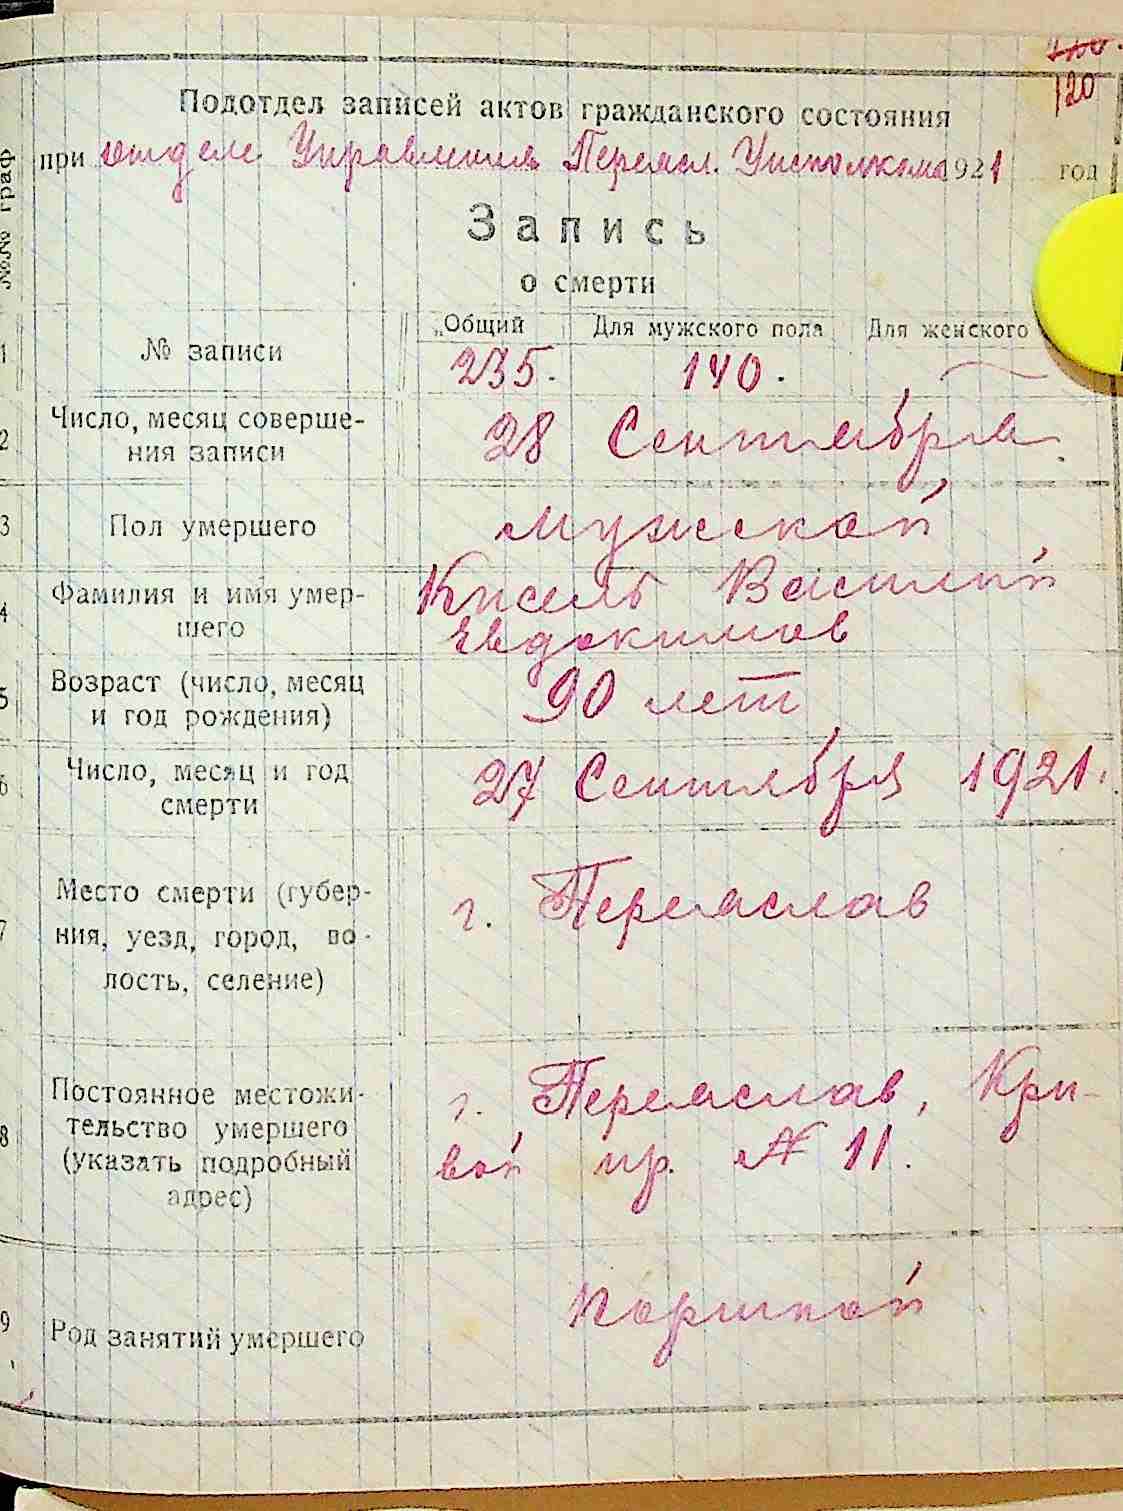 120
Подотдел записей актов гражданского состояния
при отделе Управления Переясл. Уисполкома 1921 год
№№ граф
Запись
о смерти
Общий Для мужского пола Для женского
1 № записи 235. 140.
2 Число, месяц соверше-
ния записи 28 Сентября
3 Пол умершего мужской
4 Фамилия и имя умер- Кисель Василий
шего Евдокимов
5 Возраст (число, месяц 90 лет
и год рождения)
6 Число, месяц и год 27 Сентября 1921.
смерти
Место смерти (губер- г. Переяслав
7 ния, уезд, город, во-
лость, селение)
Постоянное местожи- г. Переяслав, Кри-
8 тельство умершего вой пр. № 11.
(указать подробный
адрес)
9 Род занятий умершего портной